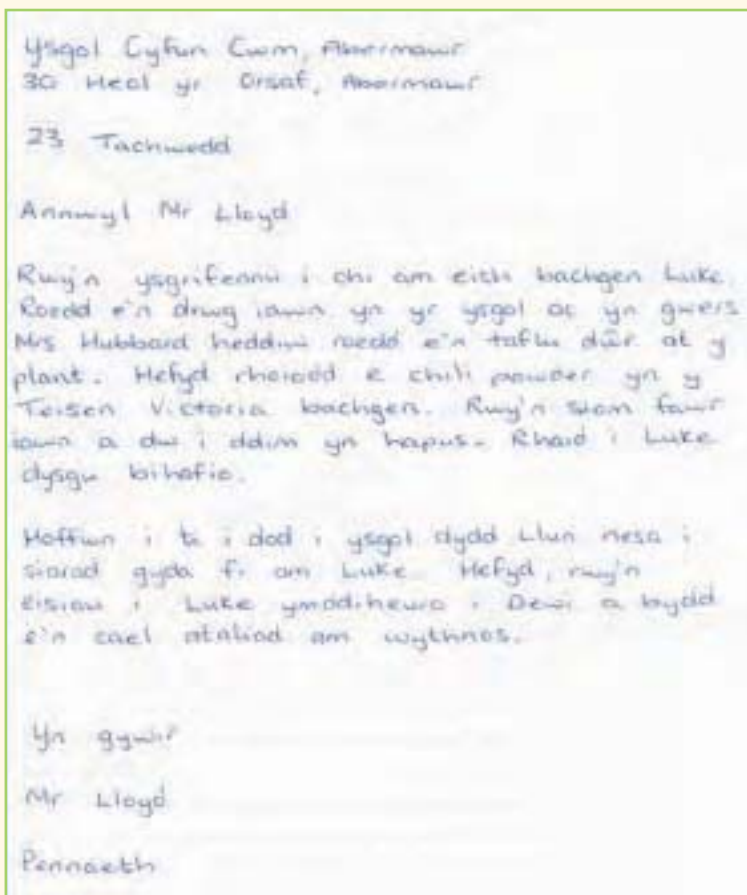 Ysgol Cyfun Cwm, Abermawr
30 Heol yr Orsaf, Abermawr
23 Tachwedd
Annwyl Mr Lloyd
Rwy'n ysgrifennu i chi am eich bachgen Luke.
Roedd e'n drwg iawn yn yr ysgol ac yn gwers
Mrs Hubbard heddiw roedd e'n taflu dŵr at y
plant. Hefyd rhoiodd e chili powder yn y
Teisen Victoria bachgen. Rwy'n siom fawr
iawn a dw i ddim yn hapus. Rhaid i Luke
dysgu bihafio.
Hoffwn i ti i dod i ysgol dydd Llun nesa i
siarad gyda fi am Luke. Hefyd, rwy'n
eisiau i Luke ymddiheuro i Dewi a bydd
e'n cael ataliad am wythnos.
Yn gywir
Mr Lloyd
Pennaeth